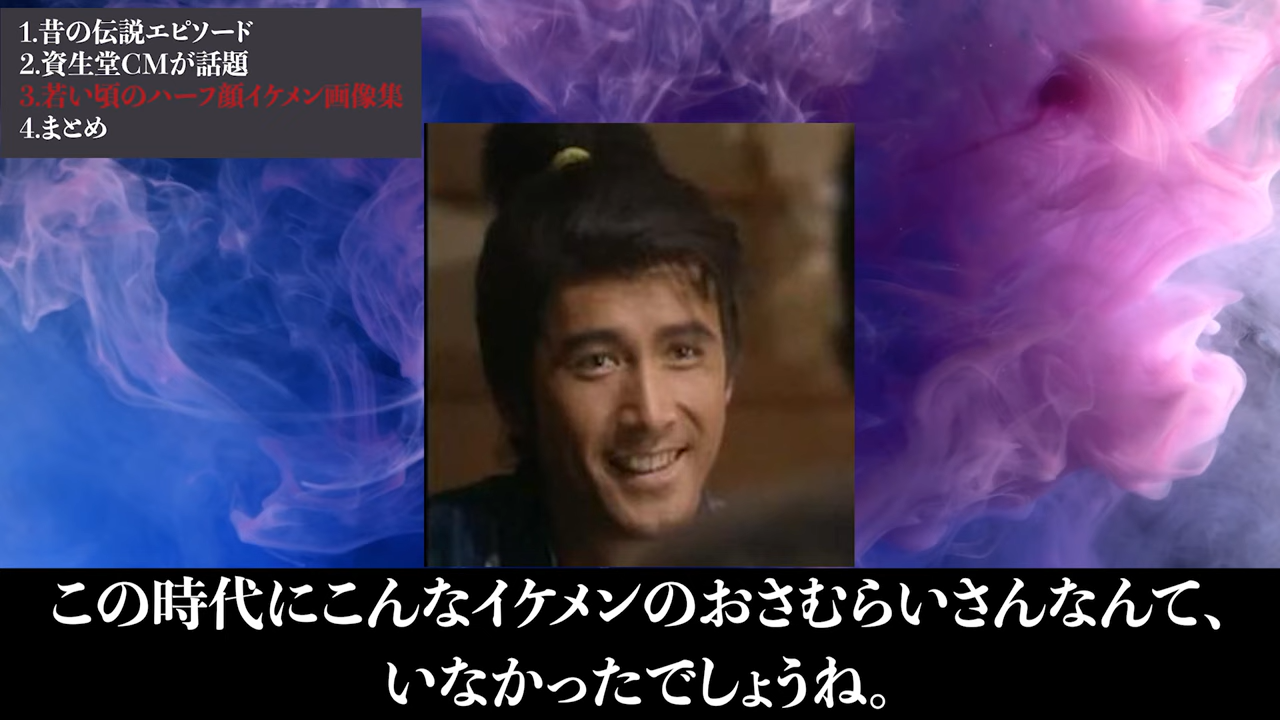 1.昔の伝説エピソード
2.資生堂CMが話題
3.若い頃のハーフ顔イケメン画像集
4.まとめ
この時代にこんなイケメンのおさむらいさんなんて、
いなかったでしょうね。